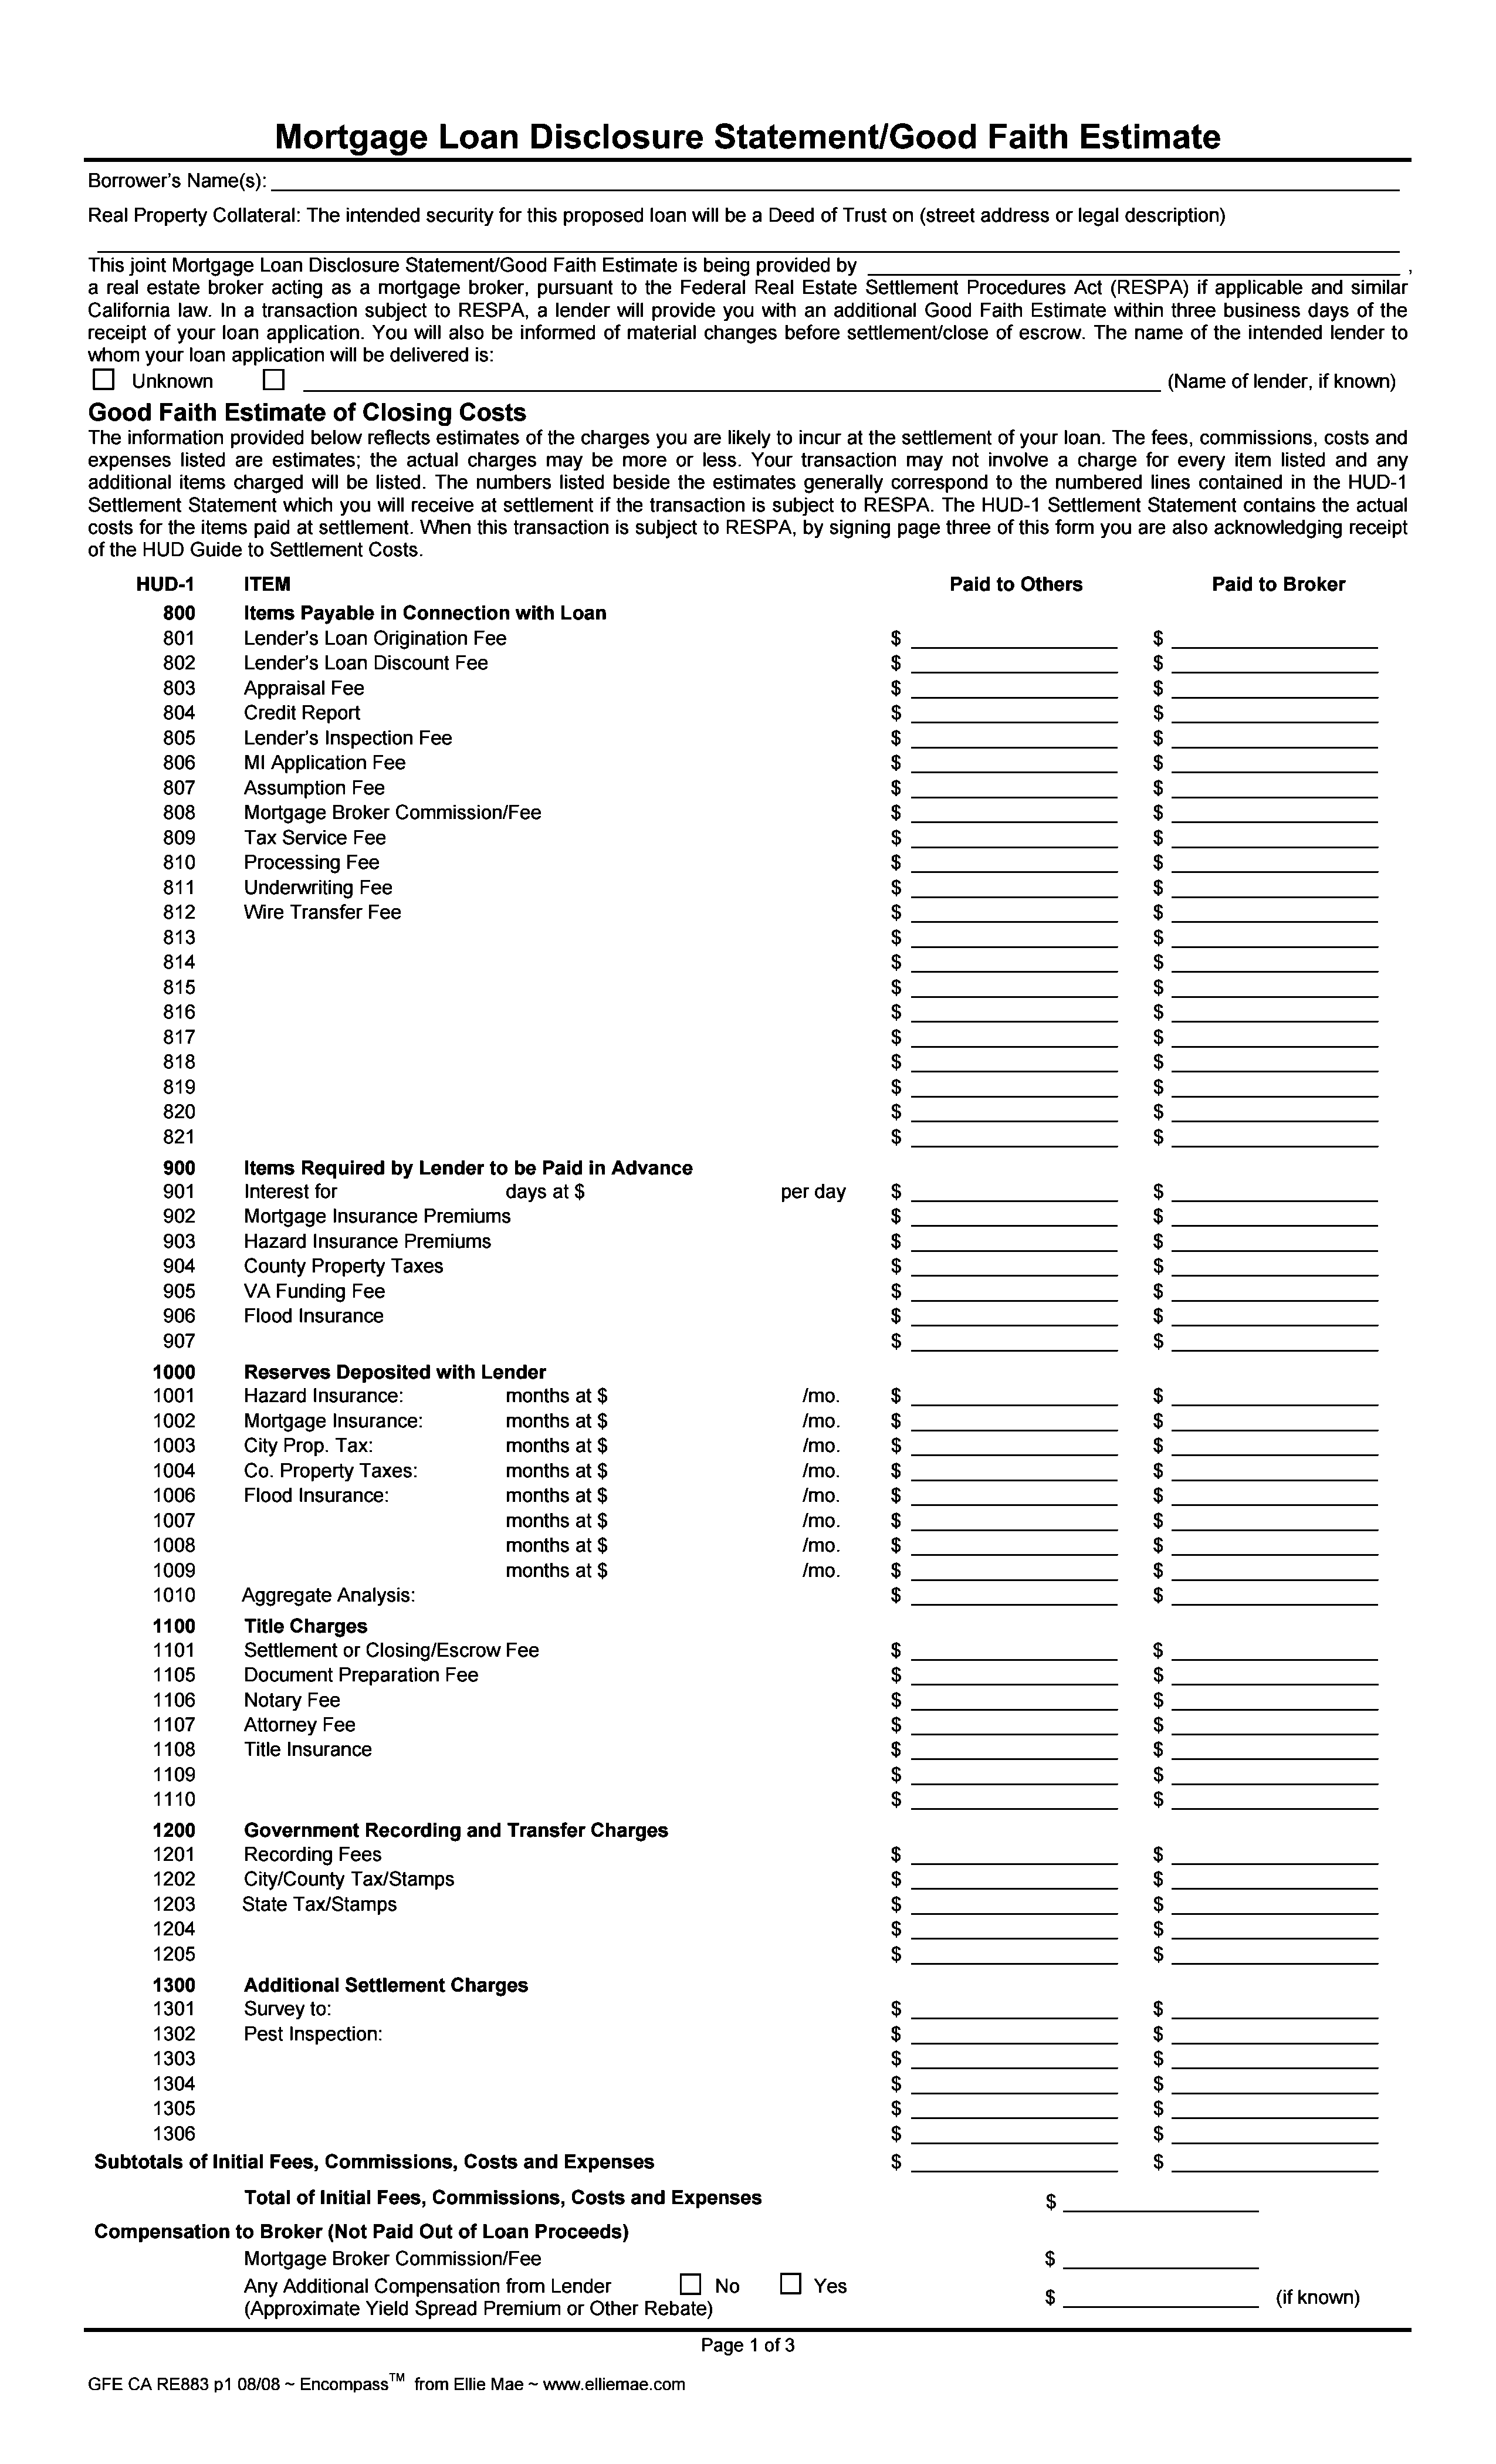 Mortgage Loan Disclosure Statement/Good Faith Estimate
Borrower's Name(s):
Real Property Collateral: The intended security for this proposed loan will be a Deed of Trust on (street address or legal description)
This joint Mortgage Loan Disclosure Statement/Good Faith Estimate is being provided by ,
a real estate broker acting as a mortgage broker, pursuant to the Federal Real Estate Settlement Procedures Act (RESPA) if applicable and similar
California law. In a transaction subject to RESPA, a lender will provide you with an additional Good Faith Estimate within three business days of the
receipt of your loan application. You will also be informed of material changes before settlement/close of escrow. The name of the intended lender to
whom your loan application will be delivered is:
Unknown (Name of lender, if known)
Good Faith Estimate of Closing Costs
The information provided below reflects estimates of the charges you are likely to incur at the settlement of your loan. The fees, commissions, costs and
expenses listed are estimates; the actual charges may be more or less. Your transaction may not involve a charge for every item listed and any
additional items charged will be listed. The numbers listed beside the estimates generally correspond to the numbered lines contained in the HUD-1
Settlement Statement which you will receive at settlement if the transaction is subject to RESPA. The HUD-1 Settlement Statement contains the actual
costs for the items paid at settlement. When this transaction is subject to RESPA, by signing page three of this form you are also acknowledging receipt
of the HUD Guide to Settlement Costs.
HUD-1 ITEM Paid to Others Paid to Broker
800 Items Payable in Connection with Loan
801 Lender's Loan Origination Fee $ $
802 Lender's Loan Discount Fee $ $
803 Appraisal Fee $ $
804 Credit Report $ $
805 Lender's Inspection Fee $ $
806 MI Application Fee $ $
807 Assumption Fee $ $
808 Mortgage Broker Commission/Fee $ $
809 Tax Service Fee $ $
810 Processing Fee $ $
811 Underwriting Fee $ $
812 Wire Transfer Fee $ $
813 $ $
814 $ $
815 $ $
816 $ $
817 $ $
818 $ $
819 $ $
820 $ $
821 $ $
900 Items Required by Lender to be Paid in Advance
901 Interest for days at $ per day $ $
902 Mortgage Insurance Premiums $ $
903 Hazard Insurance Premiums $ $
904 County Property Taxes $ $
905 VA Funding Fee $ $
906 Flood Insurance $ $
907 $ $
1000 Reserves Deposited with Lender
1001 Hazard Insurance: months at $ /mo. $ $
1002 Mortgage Insurance: months at $ /mo. $ $
1003 City Prop. Tax: months at $ /mo. $ $
1004 Co. Property Taxes: months at $ /mo. $ $
1006 Flood Insurance: months at $ /mo. $ $
1007 months at $ /mo. $ $
1008 months at $ /mo. $ $
1009 months at $ /mo. $ $
1010 Aggregate Analysis: $ $
1100 Title Charges
1101 Settlement or Closing/Escrow Fee $ $
1105 Document Preparation Fee $ $
1106 Notary Fee $ $
1107 Attorney Fee $ $
1108 Title Insurance $ $
1109 $ $
1110 $ $
1200 Government Recording and Transfer Charges
1201 Recording Fees $ $
1202 City/County Tax/Stamps $ $
1203 State Tax/Stamps $ $
1204 $ $
1205 $ $
1300 Additional Settlement Charges
1301 Survey to: $ $
1302 Pest Inspection: $ $
1303 $ $
1304 $ $
1305 $ $
1306 $ $
Subtotals of Initial Fees, Commissions, Costs and Expenses $ $
Total of Initial Fees, Commissions, Costs and Expenses $
Compensation to Broker (Not Paid Out of Loan Proceeds)
Mortgage Broker Commission/Fee $
Any Additional Compensation from Lender No Yes $ (if known)
(Approximate Yield Spread Premium or Other Rebate)
Page 1 of 3
GFE CA RE883 p1 08/08 ~ Encompass™ from Ellie Mae ~ www.elliemae.com